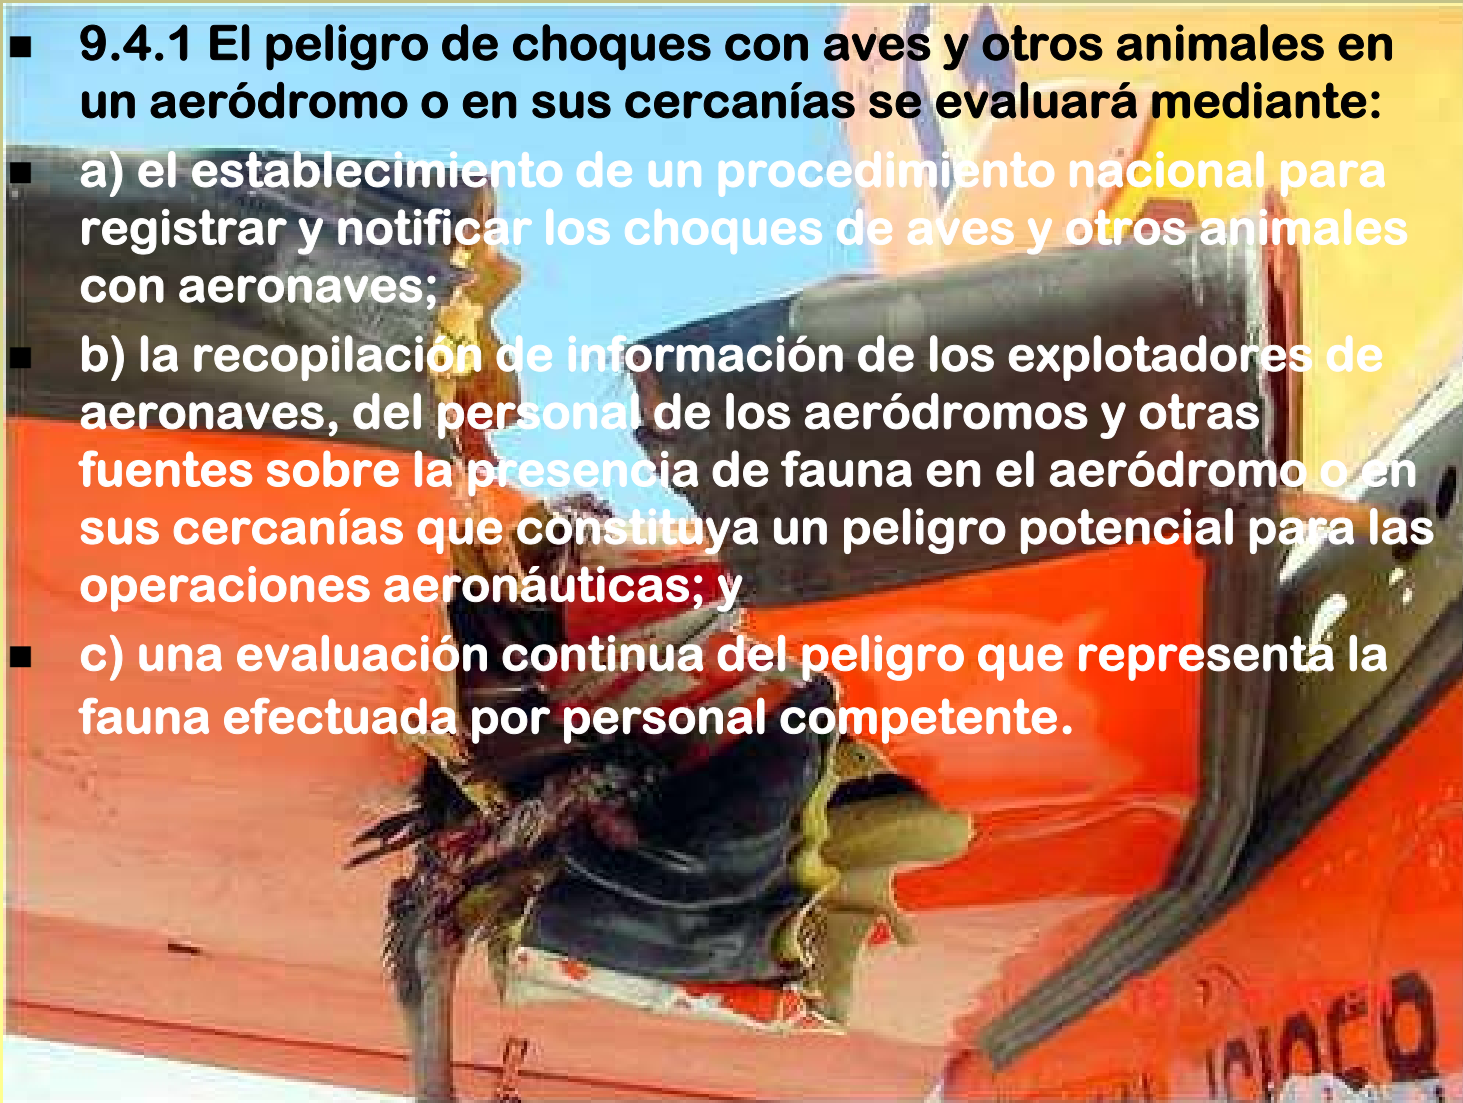 9.4.1 El peligro de choques con aves y otros animales en
un aeródromo o en sus cercanías se evaluará mediante:
a) el establecimiento de un procedimiento nacional para
registrar y notificar los choques de aves y otros animales
con aeronaves;
b) la recopilación de información de los explotadores de
aeronaves, del personal de los aeródromos y otras
fuentes sobre la presencia de fauna en el aeródromo o en
sus cercanías que constituya un peligro potencial para las
operaciones aeronáuticas; y
c) una evaluación continua del peligro que representa la
fauna efectuada por personal competente.